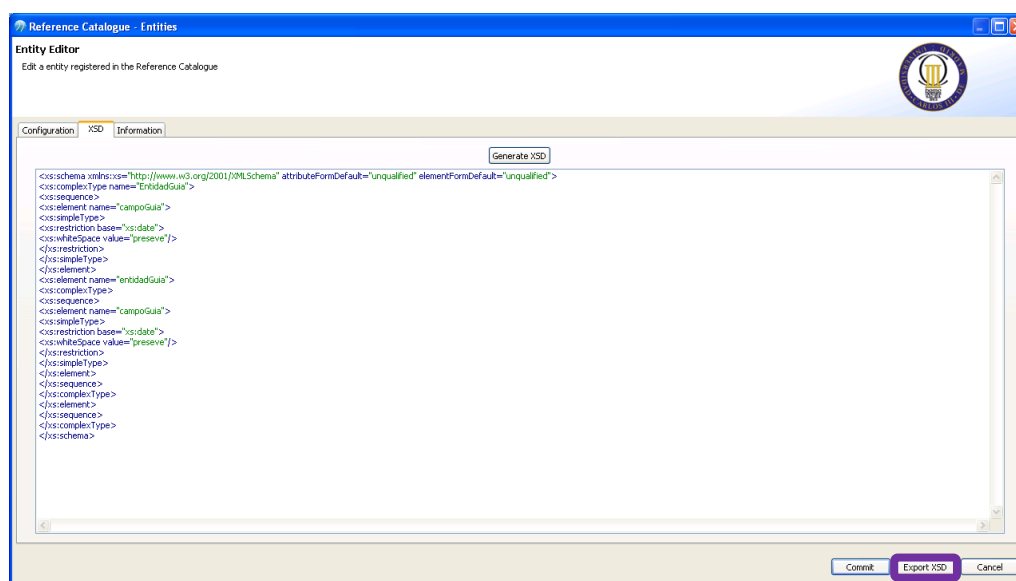 Reference Catalogue - Entities
Entity Editor
Edit a entity registered in the Reference Catalogue
Configuration XSD Information
Generate XSD
<xs:schema xmlns:xs="http://www.w3.org/2001/XMLSchema" attributeFormDefault="unqualified" elementFormDefault="unqualified">
<xs:complexType name="EntidadGuia">
<xs:sequence>
<xs:element name="campoGuia">
<xs:simpleType>
<xs:restriction base="xs:date">
<xs:whiteSpace value="preseve"/>
</xs:restriction>
</xs:simpleType>
</xs:element>
<xs:element name="entidadGuia">
<xs:complexType>
<xs:sequence>
<xs:element name="campoGuia">
<xs:simpleType>
<xs:restriction base="xs:date">
<xs:whiteSpace value="preseve"/>
</xs:restriction>
</xs:simpleType>
</xs:element>
</xs:sequence>
</xs:complexType>
</xs:element>
</xs:sequence>
</xs:complexType>
</xs:schema>
Commit Export XSD Cancel